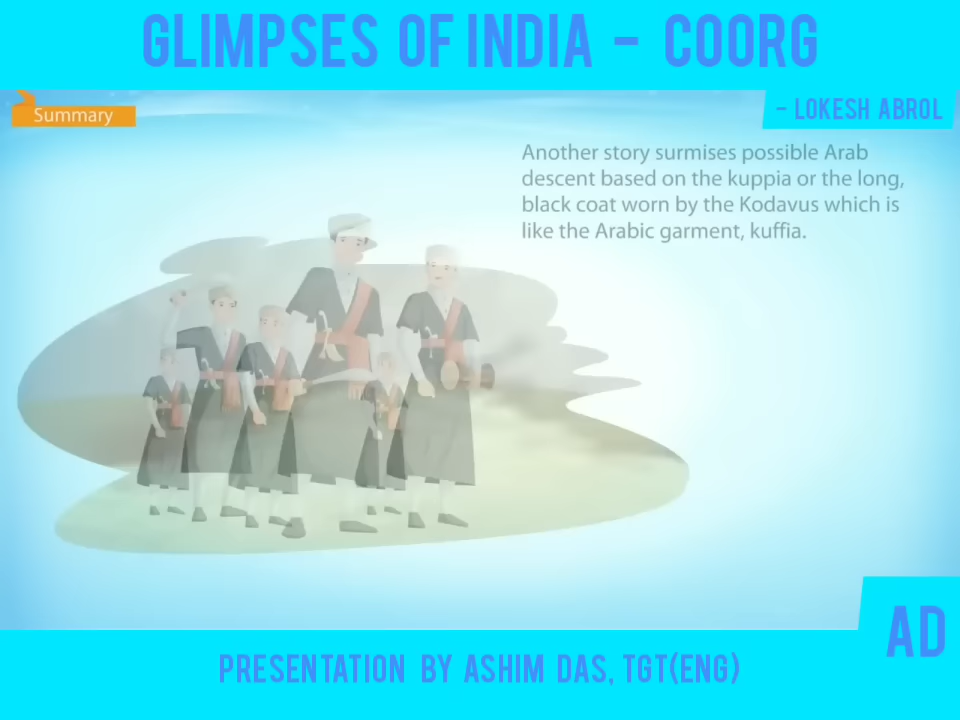 GLIMPSES OF INDIA - COORG
Summary
- LOKESH ABROL
Another story surmises possible Arab
descent based on the kuppia or the long,
black coat worn by the Kodavus which is
like the Arabic garment, kuffia.
AD
PRESENTATION BY ASHIM DAS, TGT(ENG)